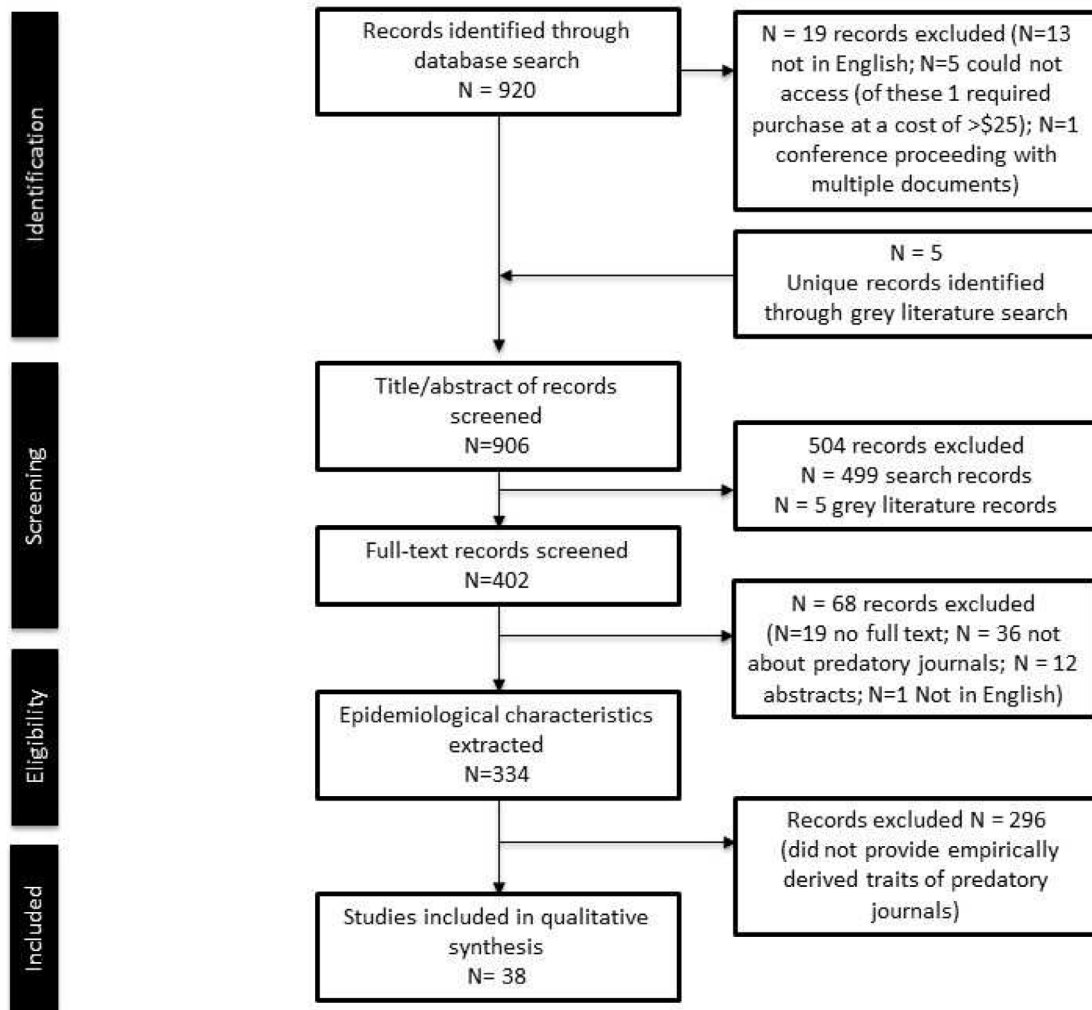 Identification
Records identified through
database search
N = 920
N = 19 records excluded (N=13
not in English; N=5 could not
access (of these 1 required
purchase at a cost of >$25); N=1
conference proceeding with
multiple documents)
N = 5
Unique records identified
through grey literature search
Screening
Title/abstract of records
screened
N=906
504 records excluded
N = 499 search records
N = 5 grey literature records
Full-text records screened
N=402
N = 68 records excluded
(N=19 no full text; N = 36 not
about predatory journals; N = 12
abstracts; N=1 Not in English)
Eligibility
Epidemiological characteristics
extracted
N=334
Records excluded N = 296
(did not provide empirically
derived traits of predatory
journals)
Included
Studies included in qualitative
synthesis
N= 38